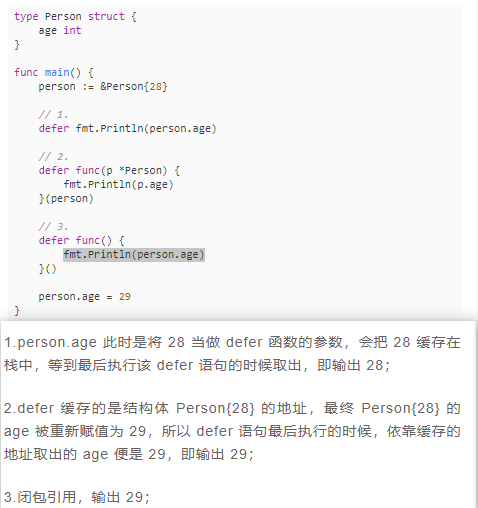 type Person struct {
    age int
}
func main() {
    person := &Person{28}
    // 1.
    defer fmt.Println(person.age)
    // 2.
    defer func(p *Person) {
        fmt.Println(p.age)
    }(person)
    // 3.
    defer func() {
        fmt.Println(person.age)
    }()
    person.age = 29
}
1.person.age 此时是将 28 当做 defer 函数的参数，会把 28 缓存在
栈中，等到最后执行该 defer 语句的时候取出，即输出 28；
2.defer 缓存的是结构体 Person{28} 的地址，最终 Person{28} 的
age 被重新赋值为 29，所以 defer 语句最后执行的时候，依靠缓存的
地址取出的 age 便是 29，即输出 29；
3.闭包引用，输出 29；